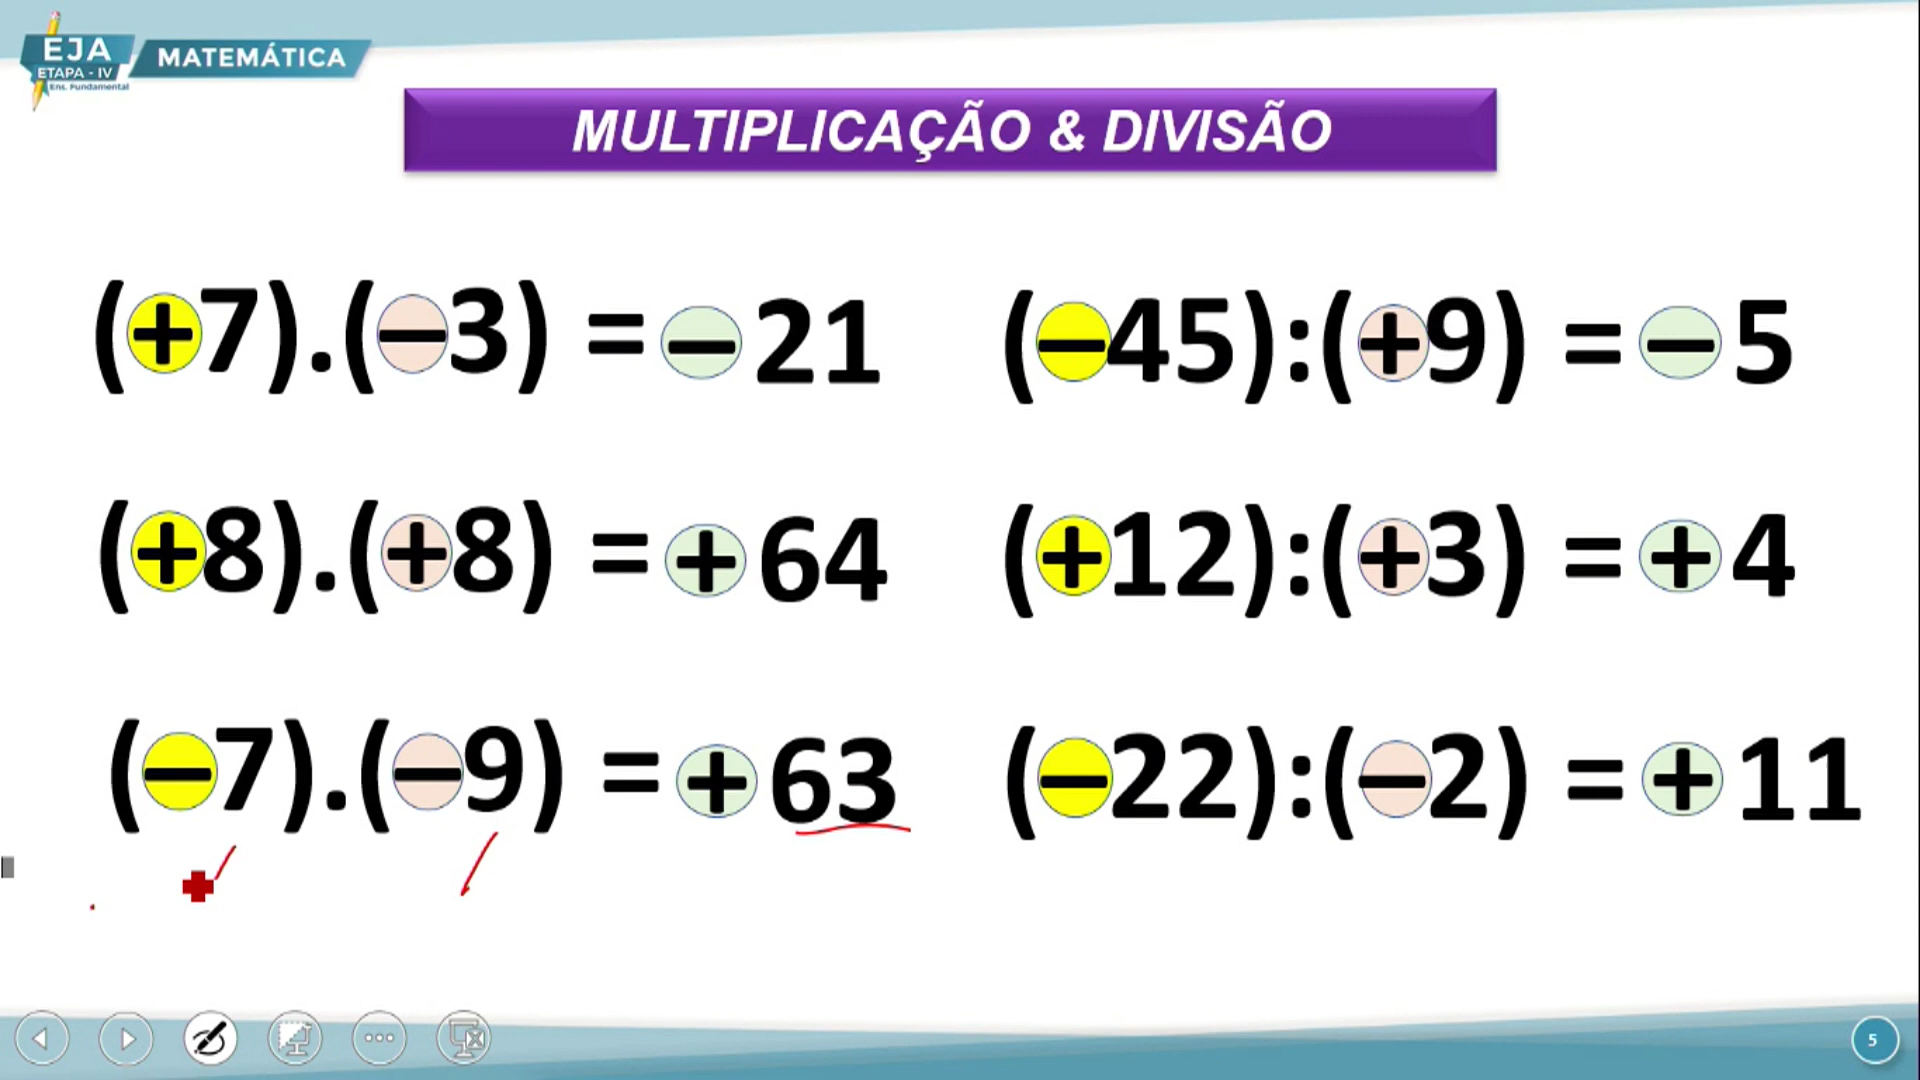 EJA
ETAPA - IV
Ens. Fundamental
MATEMÁTICA
MULTIPLICAÇÃO & DIVISÃO
(+7).(−3) = −21
(−45):(+9) = −5
(+8).(+8) = +64
(+12):(+3) = +4
(−7).(−9) = +63
(−22):(−2) = +11
5